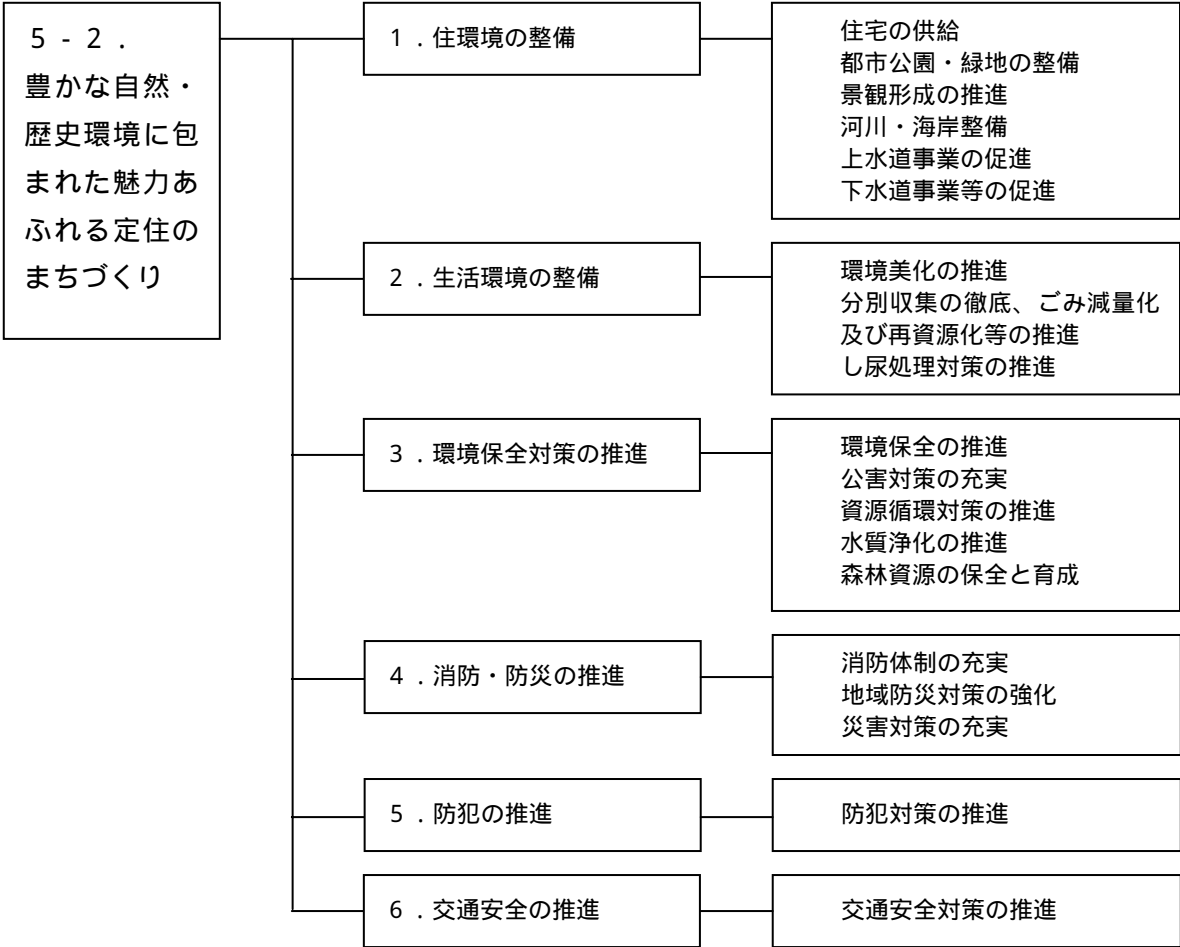 5-2.
豊かな自然・
歴史環境に包
まれた魅力あ
ふれる定住の
まちづくり
1．住環境の整備
住宅の供給
都市公園・緑地の整備
景観形成の推進
河川・海岸整備
上水道事業の促進
下水道事業等の促進
2．生活環境の整備
環境美化の推進
分別収集の徹底、ごみ減量化
及び再資源化等の推進
し尿処理対策の推進
3．環境保全対策の推進
環境保全の推進
公害対策の充実
資源循環対策の推進
水質浄化の推進
森林資源の保全と育成
4．消防・防災の推進
消防体制の充実
地域防災対策の強化
災害対策の充実
5．防犯の推進
防犯対策の推進
6．交通安全の推進
交通安全対策の推進